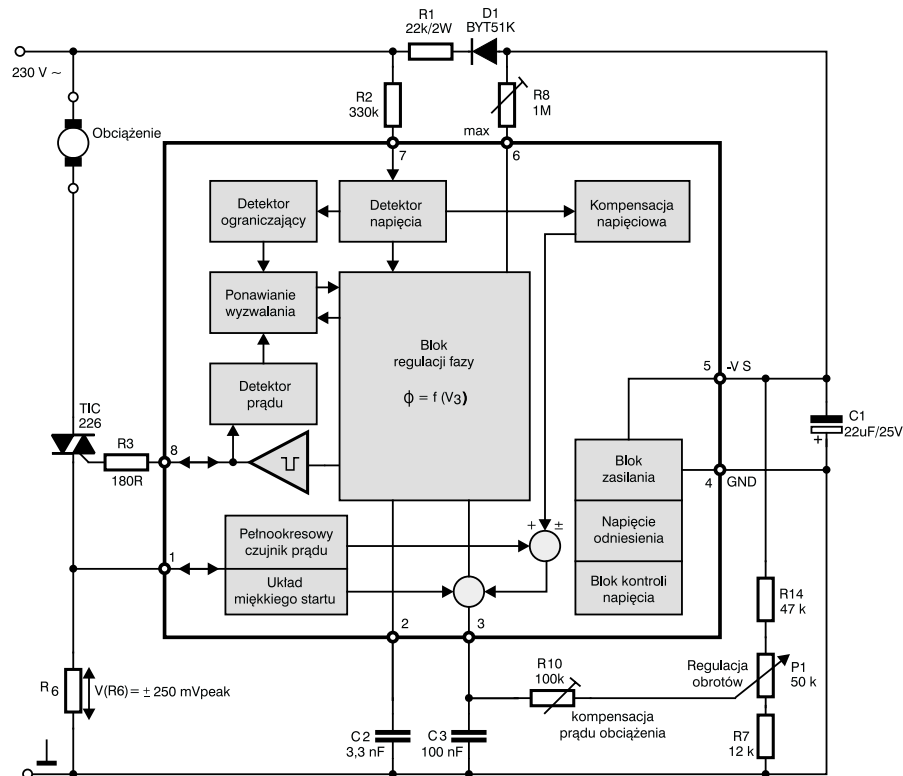 R1
22k/2W
D1
BYT51K
230 V ~
R2
330k
R8
1M
max
Obciążenie
7
6
Detektor
ograniczający
Detektor
napięcia
Kompensacja
napięciowa
Ponawianie
wyzwalania
Blok
regulacji fazy
ϕ = f (V3)
Detektor
prądu
5
-V S
TIC
226
R3
180R
8
C1
22uF/25V
+
Blok
zasilania
4
GND
Napięcie
odniesienia
Blok kontroli
napięcia
Pełnookresowy
czujnik prądu
Układ
miękkiego startu
+
±
1
2
3
R14
47 k
R6
V(R6) = ± 250 mVpeak
R10
100k
Regulacja
obrotów
P1
50 k
kompensacja
prądu obciążenia
C2
3,3 nF
C3
100 nF
R7
12 k